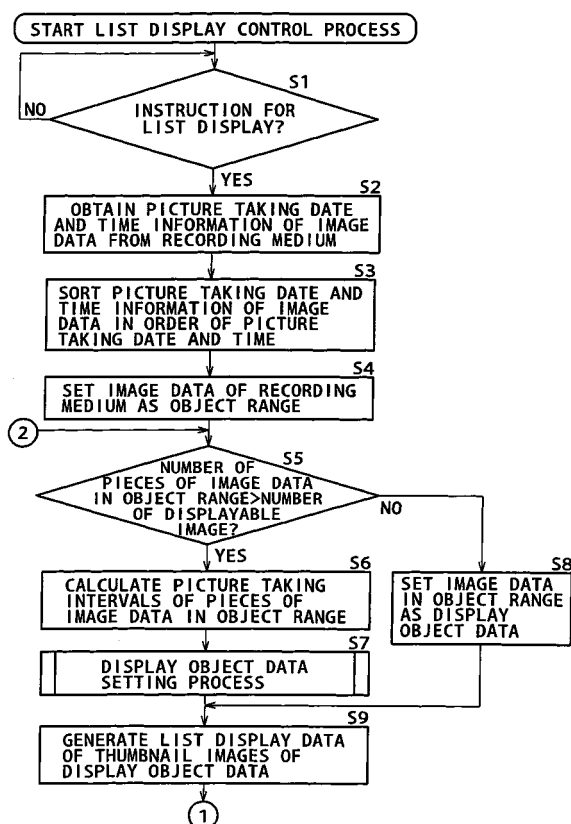 START LIST DISPLAY CONTROL PROCESS
S1
NO
INSTRUCTION FOR
LIST DISPLAY?
YES
S2
OBTAIN PICTURE TAKING DATE
AND TIME INFORMATION OF IMAGE
DATA FROM RECORDING MEDIUM
S3
SORT PICTURE TAKING DATE AND
TIME INFORMATION OF IMAGE
DATA IN ORDER OF PICTURE
TAKING DATE AND TIME
S4
SET IMAGE DATA OF RECORDING
MEDIUM AS OBJECT RANGE
2
S5
NUMBER OF
PIECES OF IMAGE DATA
IN OBJECT RANGE>NUMBER
OF DISPLAYABLE
IMAGE?
NO
YES
S6
CALCULATE PICTURE TAKING
INTERVALS OF PIECES OF
IMAGE DATA IN OBJECT RANGE
S8
SET IMAGE DATA
IN OBJECT RANGE
AS DISPLAY
OBJECT DATA
S7
DISPLAY OBJECT DATA
SETTING PROCESS
S9
GENERATE LIST DISPLAY DATA
OF THUMBNAIL IMAGES OF
DISPLAY OBJECT DATA
1